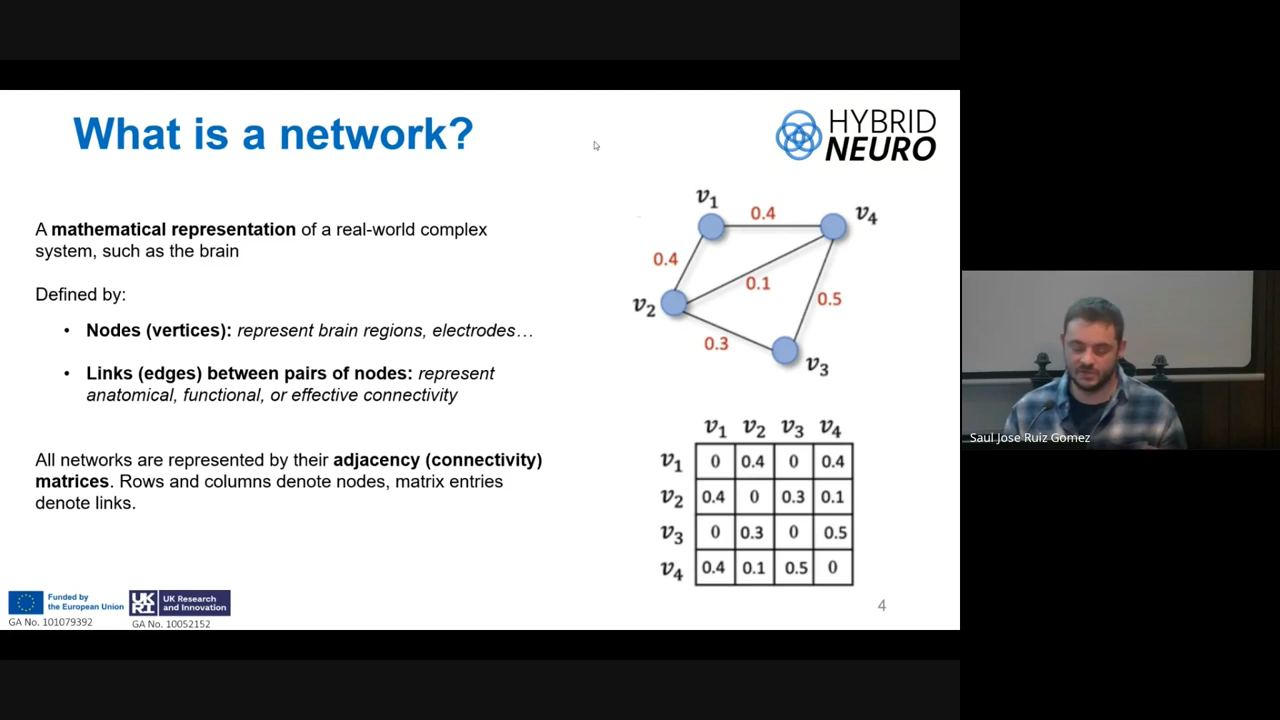 What is a network?
HYBRID
NEURO
A mathematical representation of a real-world complex
system, such as the brain
Defined by:
• Nodes (vertices): represent brain regions, electrodes…
• Links (edges) between pairs of nodes: represent
anatomical, functional, or effective connectivity
All networks are represented by their adjacency (connectivity)
matrices. Rows and columns denote nodes, matrix entries
denote links.
v1
0.4
v4
0.4
0.1
v2
0.5
0.3
v3
v1 v2 v3 v4
v1 0 0.4 0 0.4
v2 0.4 0 0.3 0.1
v3 0 0.3 0 0.5
v4 0.4 0.1 0.5 0
Funded by
the European Union
GA No. 101079392
UKRI
UK Research
and Innovation
GA No. 10052152
4
Saul Jose Ruiz Gomez